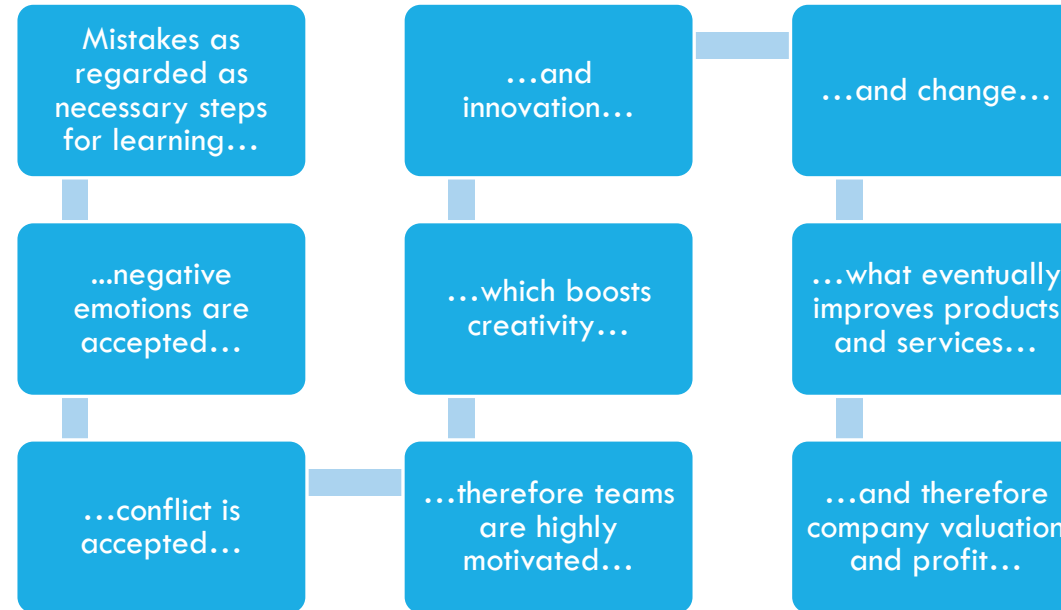 Mistakes as
regarded as
necessary steps
for learning…
...negative
emotions are
accepted…
…conflict is
accepted…
…therefore teams
are highly
motivated…
…which boosts
creativity…
…and
innovation…
…and change…
…what eventually
improves products
and services…
…and therefore
company valuation
and profit…